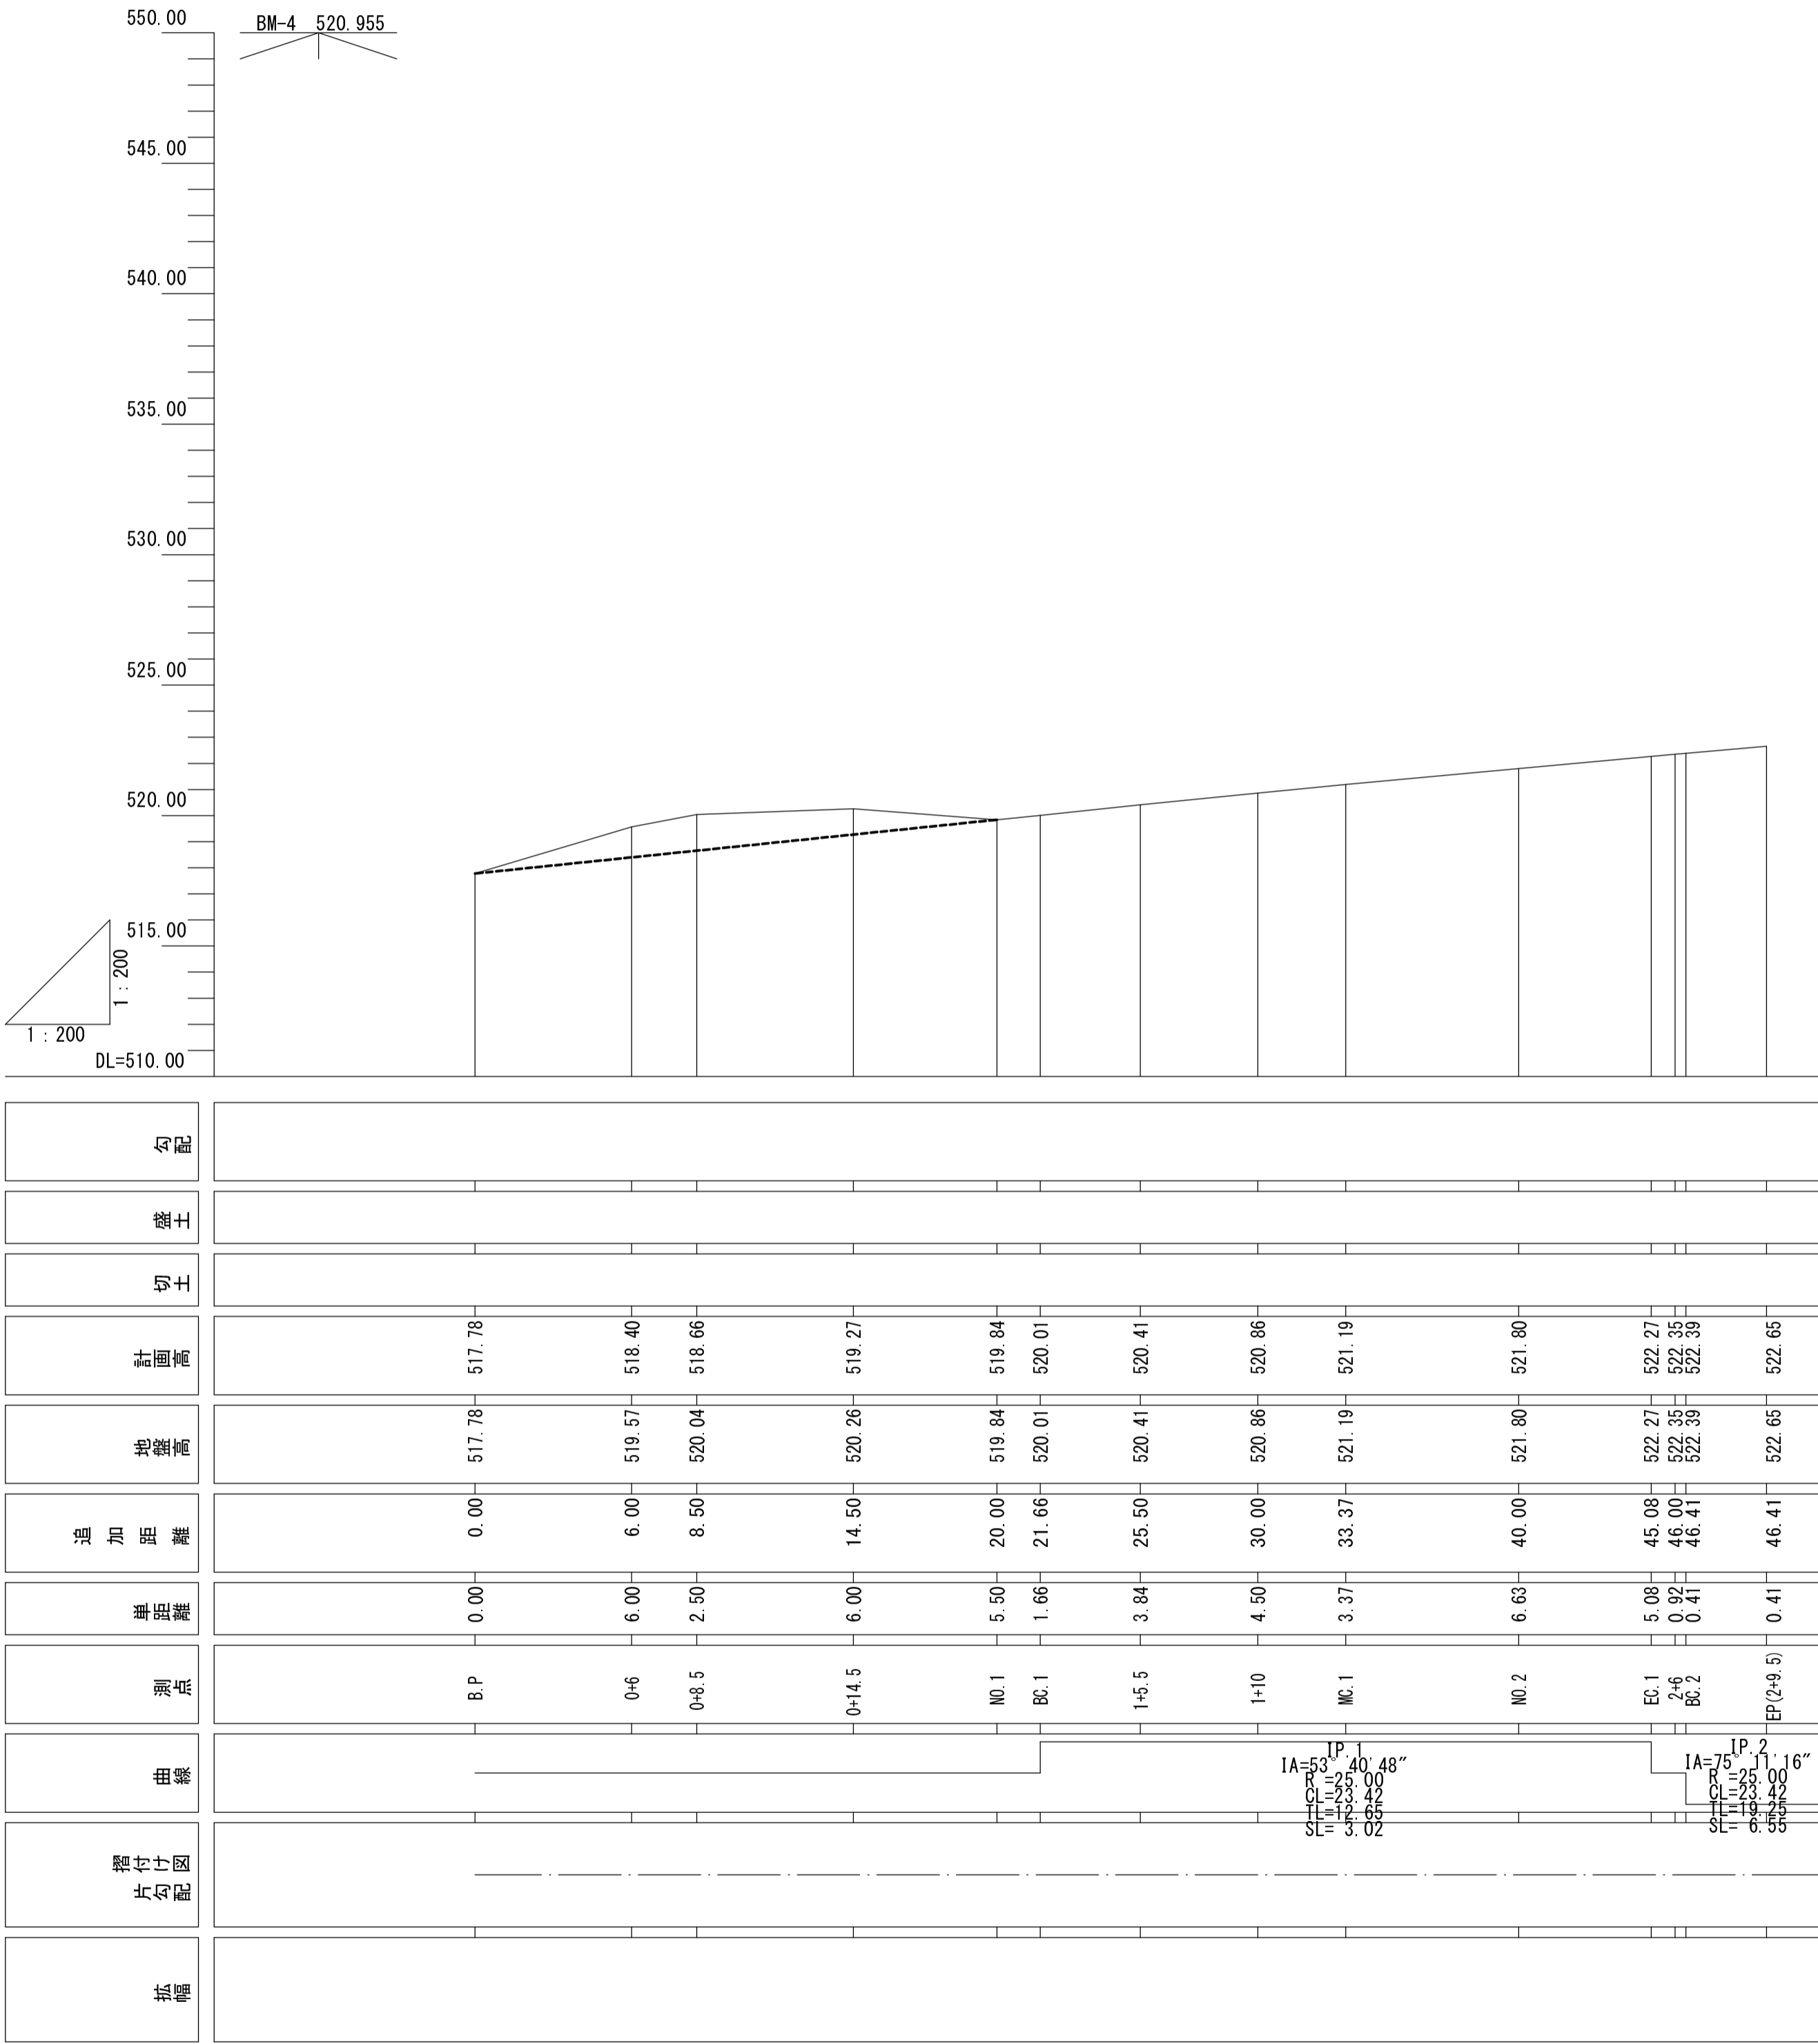 550.00
BM-4 520.955
545.00
540.00
535.00
530.00
525.00
520.00
515.00
1 : 200
1 : 200
DL=510.00
勾配
盛土
切土
計画高 517.78 518.40 518.66 519.27 519.84 520.01 520.41 520.86 521.19 521.80 522.27 522.35 522.39 522.65
地盤高 517.78 519.57 520.04 520.26 519.84 520.01 520.41 520.86 521.19 521.80 522.27 522.35 522.39 522.65
追加距離 0.00 6.00 8.50 14.50 20.00 21.66 25.50 30.00 33.37 40.00 45.08 46.00 46.41 46.41
単距離 0.00 6.00 2.50 6.00 5.50 1.66 3.84 4.50 3.37 6.63 5.08 0.92 0.41 0.41
測点 B.P 0+6 0+8.5 0+14.5 NO.1 BC.1 1+5.5 1+10 MC.1 NO.2 EC.1 2+6 BC.2 EP(2+9.5)
曲線
IP.1
IA=53°40'48"
R =25.00
CL=23.42
TL=12.65
SL= 3.02
IP.2
IA=75°11'16"
R =25.00
CL=23.42
TL=19.25
SL= 6.55
摺付け図
片勾配
拡幅